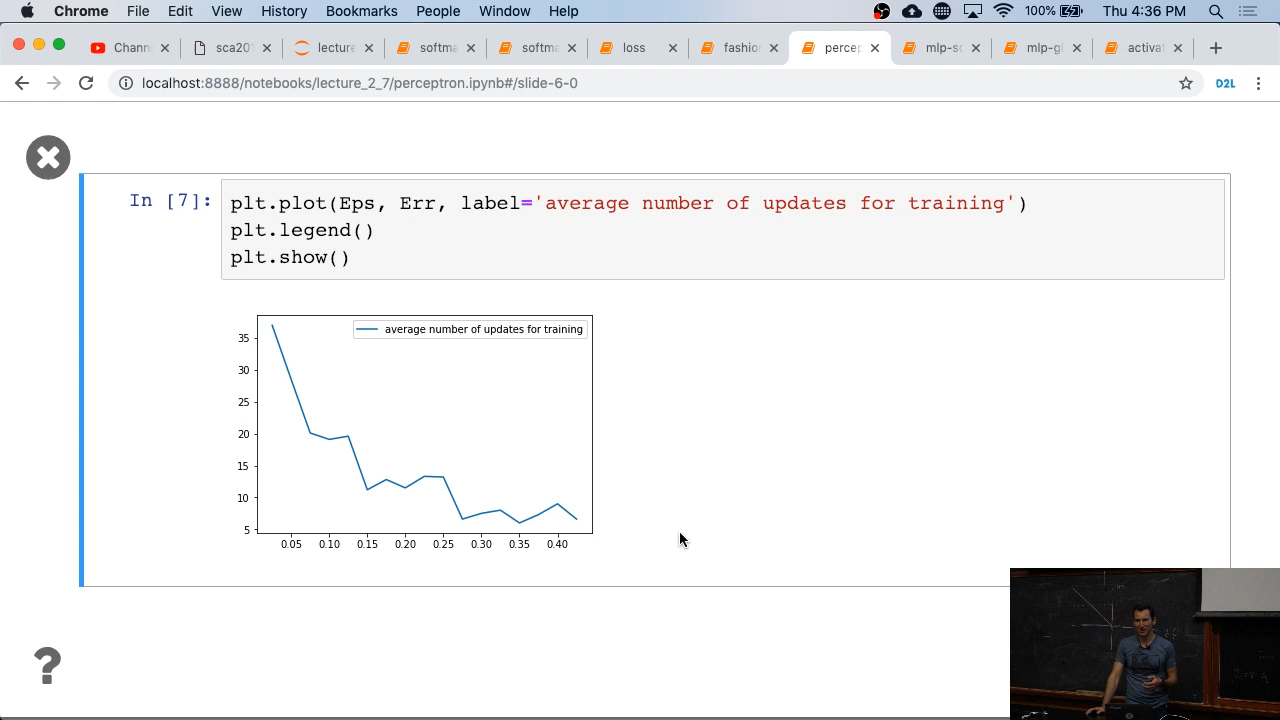 Chrome File Edit View History Bookmarks People Window Help 100% Thu 4:36 PM
Chann sca201 lecture softma softma loss fashio percep mlp-sc mlp-gl activat
localhost:8888/notebooks/lecture_2_7/perceptron.ipynb#/slide-6-0 D2L
In [7]: plt.plot(Eps, Err, label='average number of updates for training')
plt.legend()
plt.show()
average number of updates for training
35
30
25
20
15
10
5
0.05 0.10 0.15 0.20 0.25 0.30 0.35 0.40
?